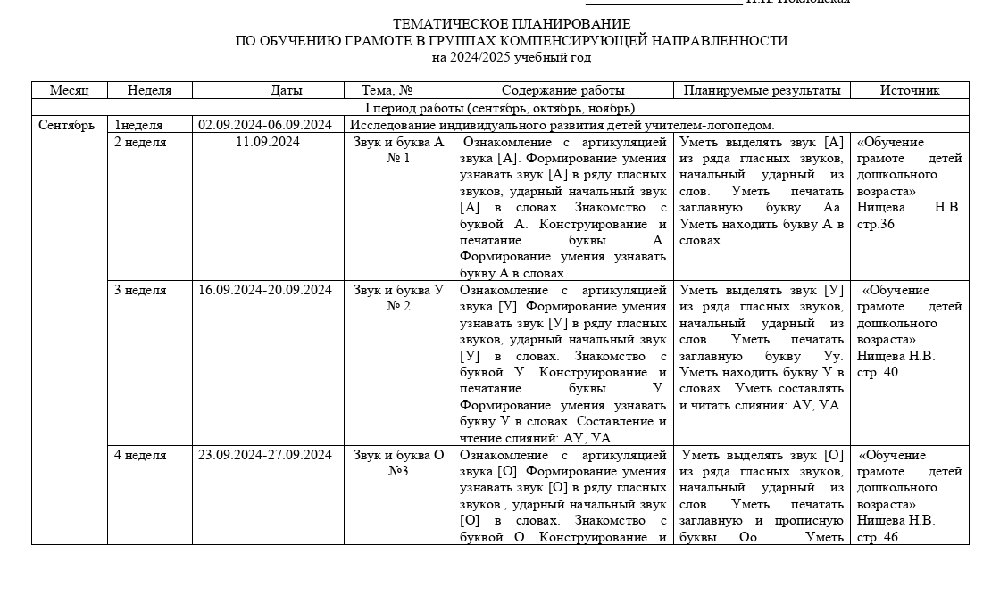 ТЕМАТИЧЕСКОЕ ПЛАНИРОВАНИЕ
ПО ОБУЧЕНИЮ ГРАМОТЕ В ГРУППАХ КОМПЕНСИРУЮЩЕЙ НАПРАВЛЕННОСТИ
на 2024/2025 учебный год
Месяц Неделя Даты Тема, № Содержание работы Планируемые результаты Источник
I период работы (сентябрь, октябрь, ноябрь)
Сентябрь 1неделя 02.09.2024-06.09.2024 Исследование индивидуального развития детей учителем-логопедом.
2 неделя
11.09.2024
Звук и буква А
№ 1
Ознакомление с артикуляцией
звука [А]. Формирование умения
узнавать звук [А] в ряду гласных
звуков, ударный начальный звук
[А] в словах. Знакомство с
буквой А. Конструирование и
печатание буквы А.
Формирование умения узнавать
букву А в словах.
Уметь выделять звук [А]
из ряда гласных звуков,
начальный ударный из
слов. Уметь печатать
заглавную букву Аа.
Уметь находить букву А в
словах.
«Обучение
грамоте детей
дошкольного
возраста»
Нищева Н.В.
стр.36
3 неделя
16.09.2024-20.09.2024
Звук и буква У
№ 2
Ознакомление с артикуляцией
звука [У]. Формирование умения
узнавать звук [У] в ряду гласных
звуков, ударный начальный звук
[У] в словах. Знакомство с
буквой У. Конструирование и
печатание буквы У.
Формирование умения узнавать
букву У в словах. Составление и
чтение слияний: АУ, УА.
Уметь выделять звук [У]
из ряда гласных звуков,
начальный ударный из
слов. Уметь печатать
заглавную букву Уу.
Уметь находить букву У в
словах. Уметь составлять
и читать слияния: АУ, УА.
«Обучение
грамоте детей
дошкольного
возраста»
Нищева Н.В.
стр. 40
4 неделя
23.09.2024-27.09.2024
Звук и буква О
№3
Ознакомление с артикуляцией
звука [О]. Формирование умения
узнавать звук [О] в ряду гласных
звуков., ударный начальный звук
[О] в словах. Знакомство с
буквой О. Конструирование и
Уметь выделять звук [О]
из ряда гласных звуков,
начальный ударный из
слов. Уметь печатать
заглавную и прописную
буквы Оо. Уметь
«Обучение
грамоте детей
дошкольного
возраста»
Нищева Н.В.
стр. 46